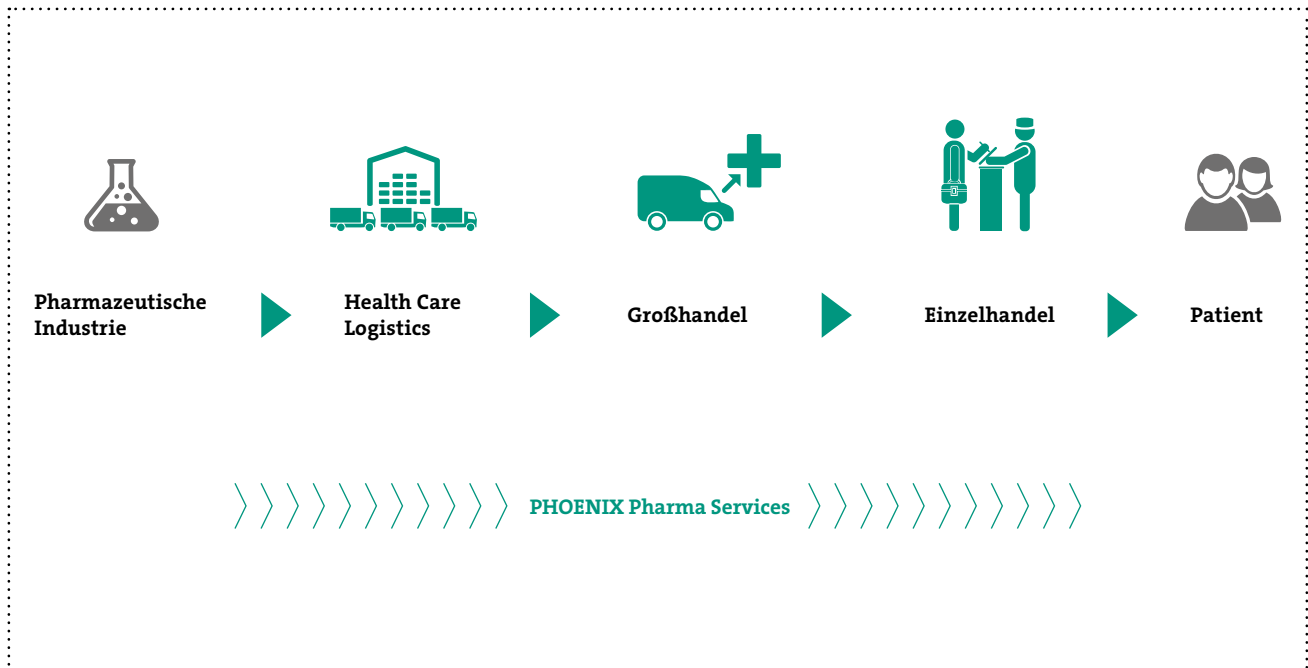 Pharmazeutische
Industrie
Health Care
Logistics
Großhandel
Einzelhandel
Patient
PHOENIX Pharma Services